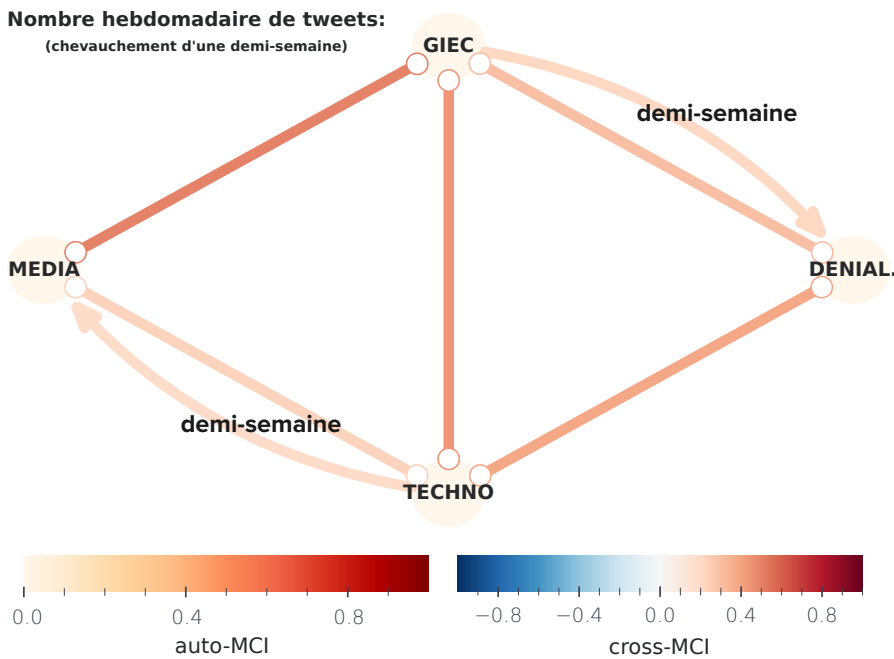 Nombre hebdomadaire de tweets:
(chevauchement d'une demi-semaine)
GIEC
demi-semaine
MEDIA
DENIAL.
demi-semaine
TECHNO
0.0 0.4 0.8
auto-MCI
−0.8 −0.4 0.0 0.4 0.8
cross-MCI